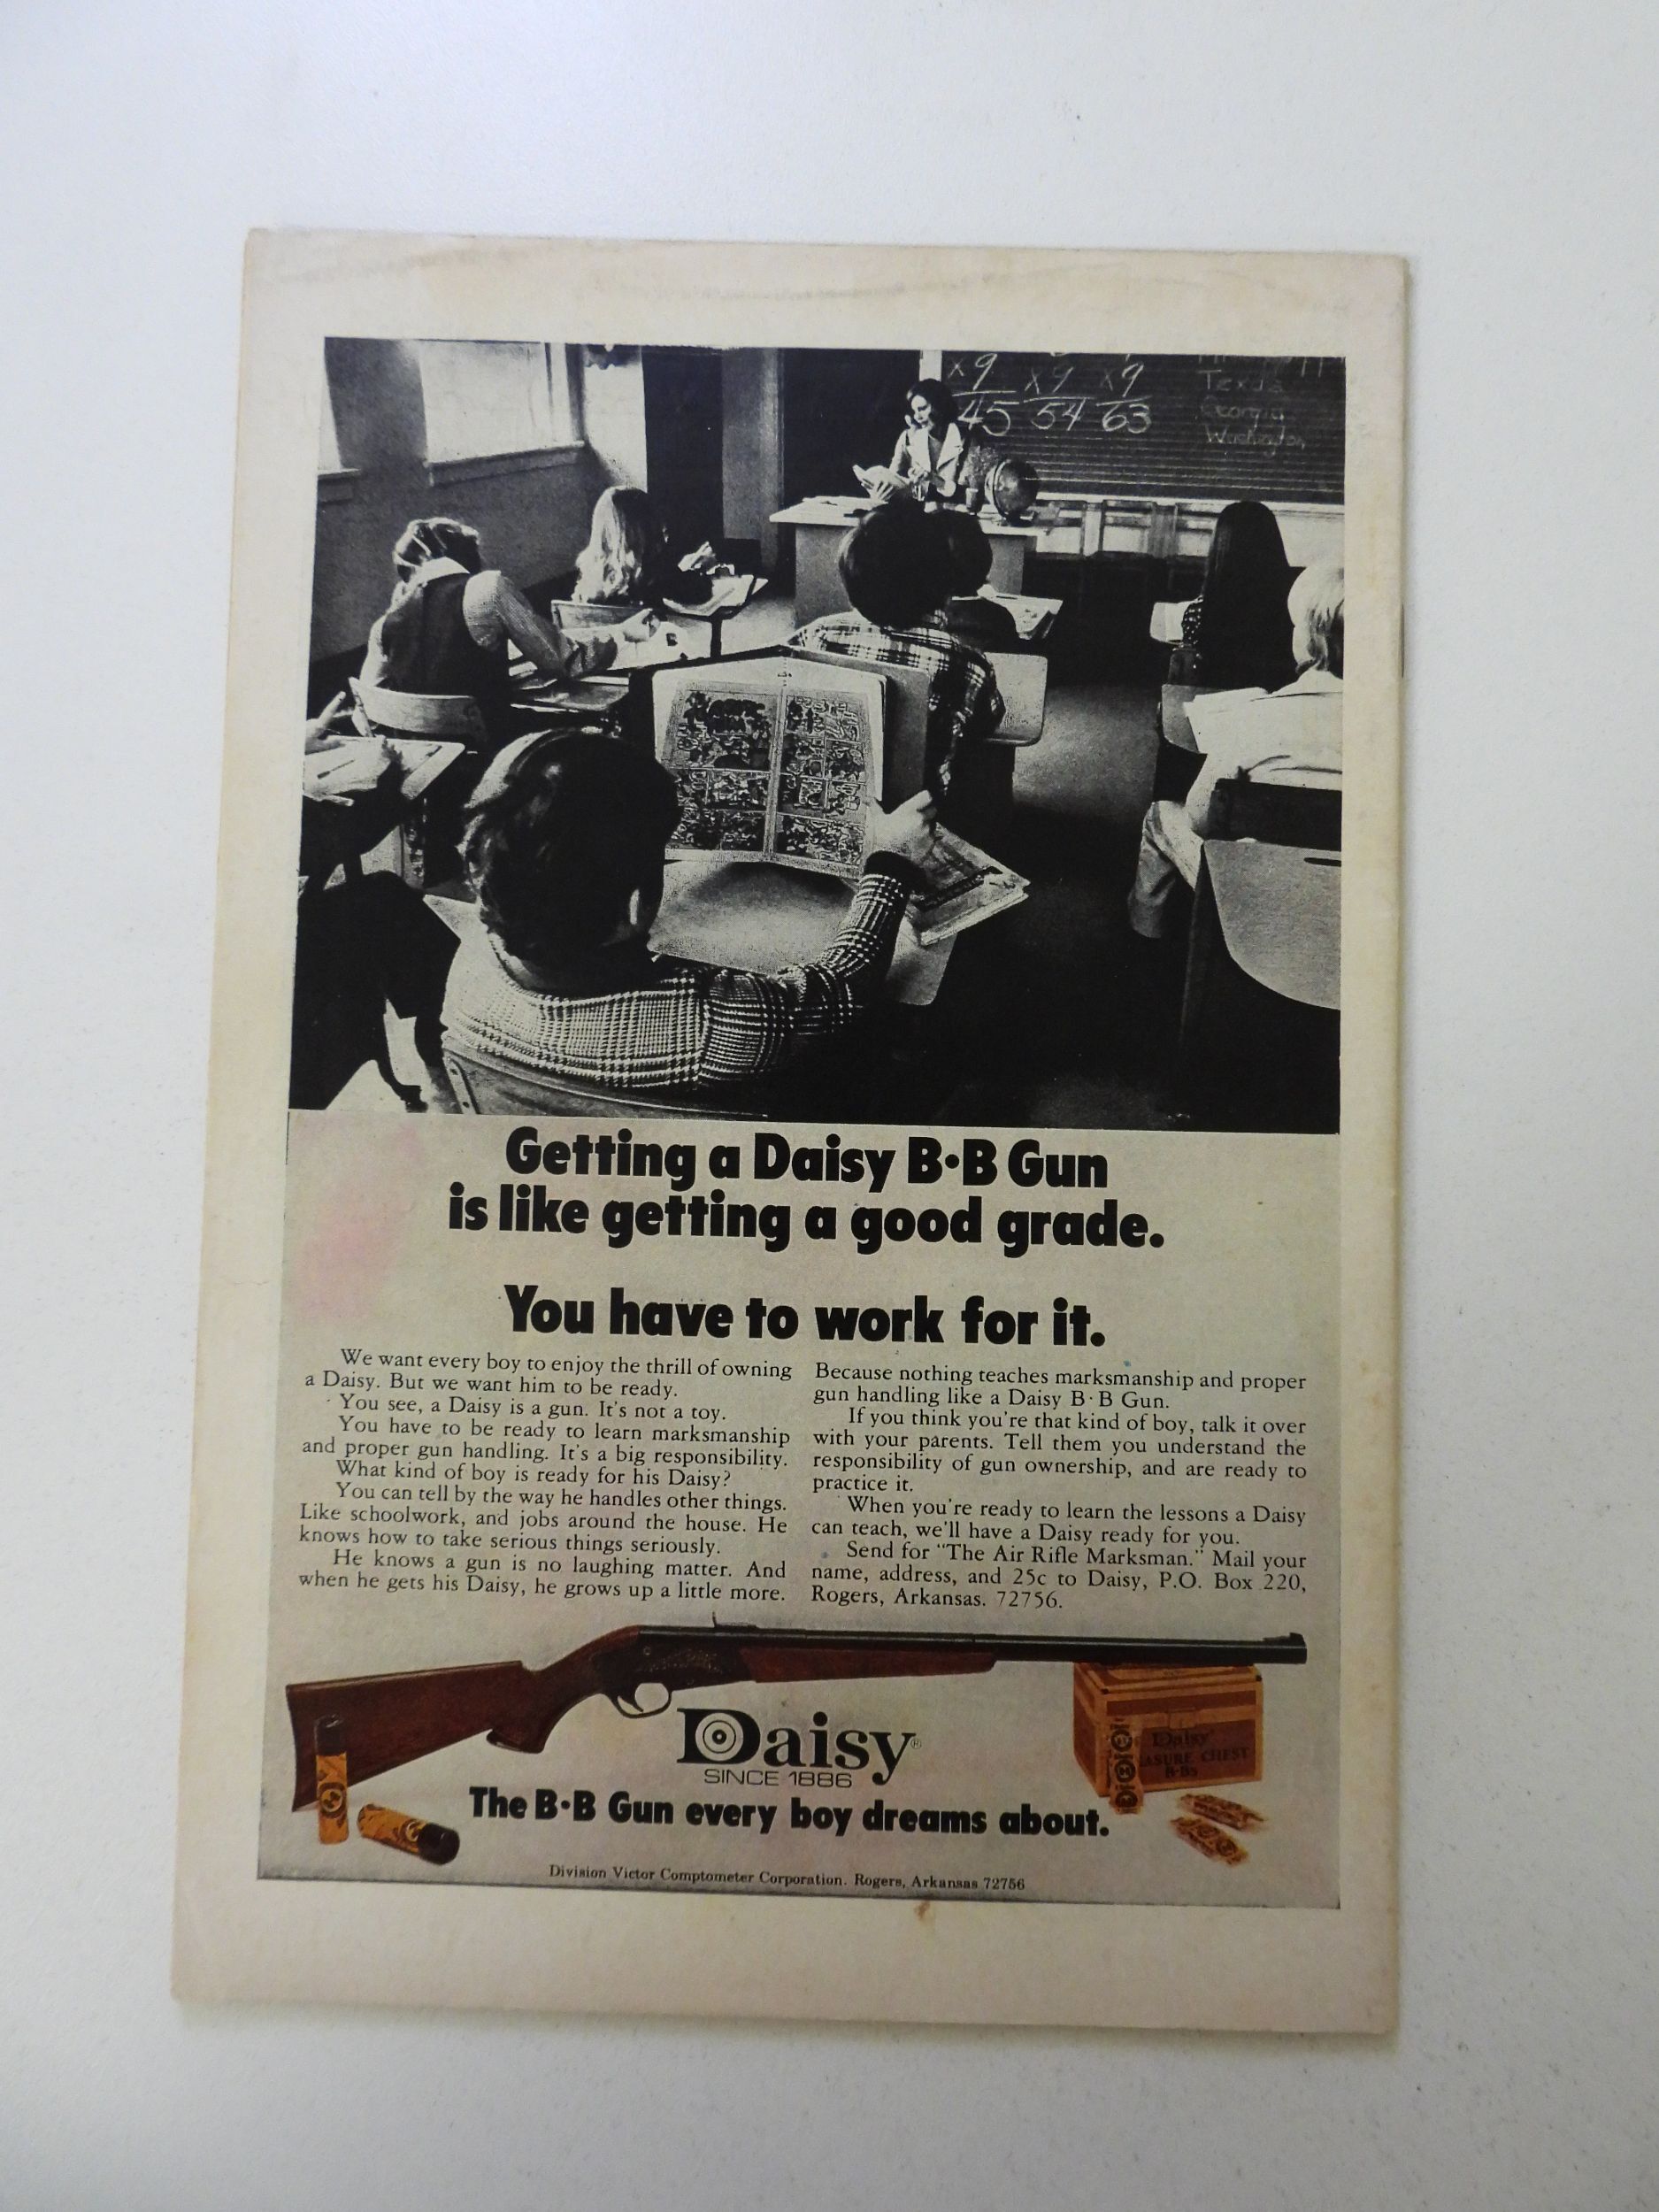 x9 x9 x9
45 54 63
Texas
Georgia
Washington
Getting a Daisy B·B Gun
is like getting a good grade.
You have to work for it.
We want every boy to enjoy the thrill of owning
a Daisy. But we want him to be ready.
You see, a Daisy is a gun. It's not a toy.
You have to be ready to learn marksmanship
and proper gun handling. It's a big responsibility.
What kind of boy is ready for his Daisy?
You can tell by the way he handles other things.
Like schoolwork, and jobs around the house. He
knows how to take serious things seriously.
He knows a gun is no laughing matter. And
when he gets his Daisy, he grows up a little more.
Because nothing teaches marksmanship and proper
gun handling like a Daisy B·B Gun.
If you think you're that kind of boy, talk it over
with your parents. Tell them you understand the
responsibility of gun ownership, and are ready to
practice it.
When you're ready to learn the lessons a Daisy
can teach, we'll have a Daisy ready for you.
Send for "The Air Rifle Marksman." Mail your
name, address, and 25c to Daisy, P.O. Box 220,
Rogers, Arkansas. 72756.
Daisy®
SINCE 1886
Daisy
ASURE CHEST
B·Bs
The B·B Gun every boy dreams about.
Division Victor Comptometer Corporation. Rogers, Arkansas 72756